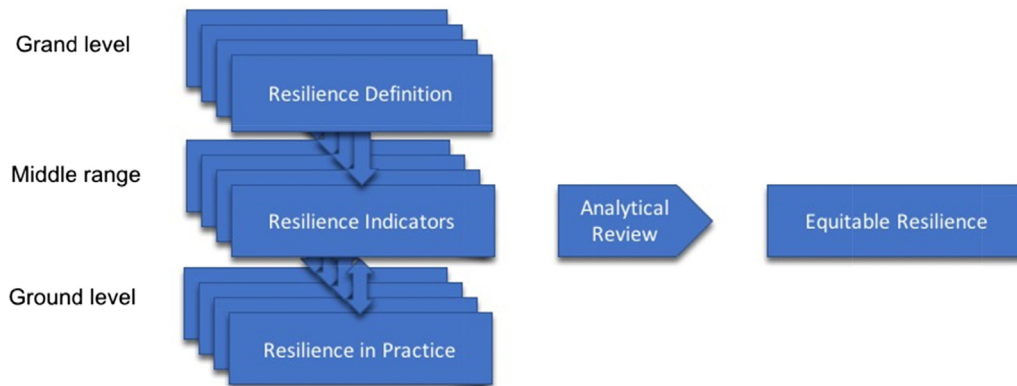 Grand level
Resilience Definition
Middle range
Resilience Indicators
Analytical
Review
Equitable Resilience
Ground level
Resilience in Practice